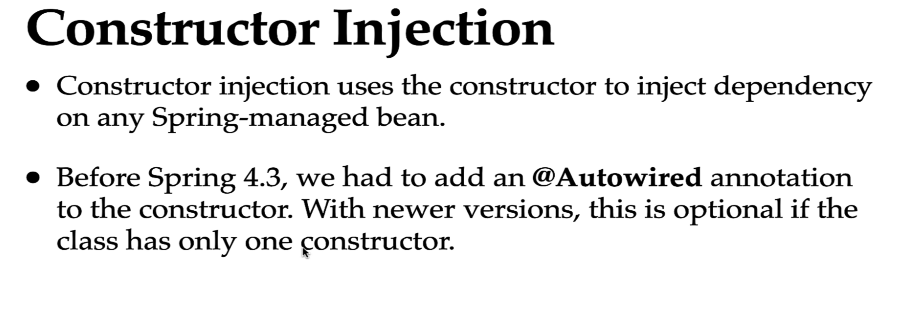 Constructor Injection
● Constructor injection uses the constructor to inject dependency
on any Spring-managed bean.
● Before Spring 4.3, we had to add an @Autowired annotation
to the constructor. With newer versions, this is optional if the
class has only one constructor.